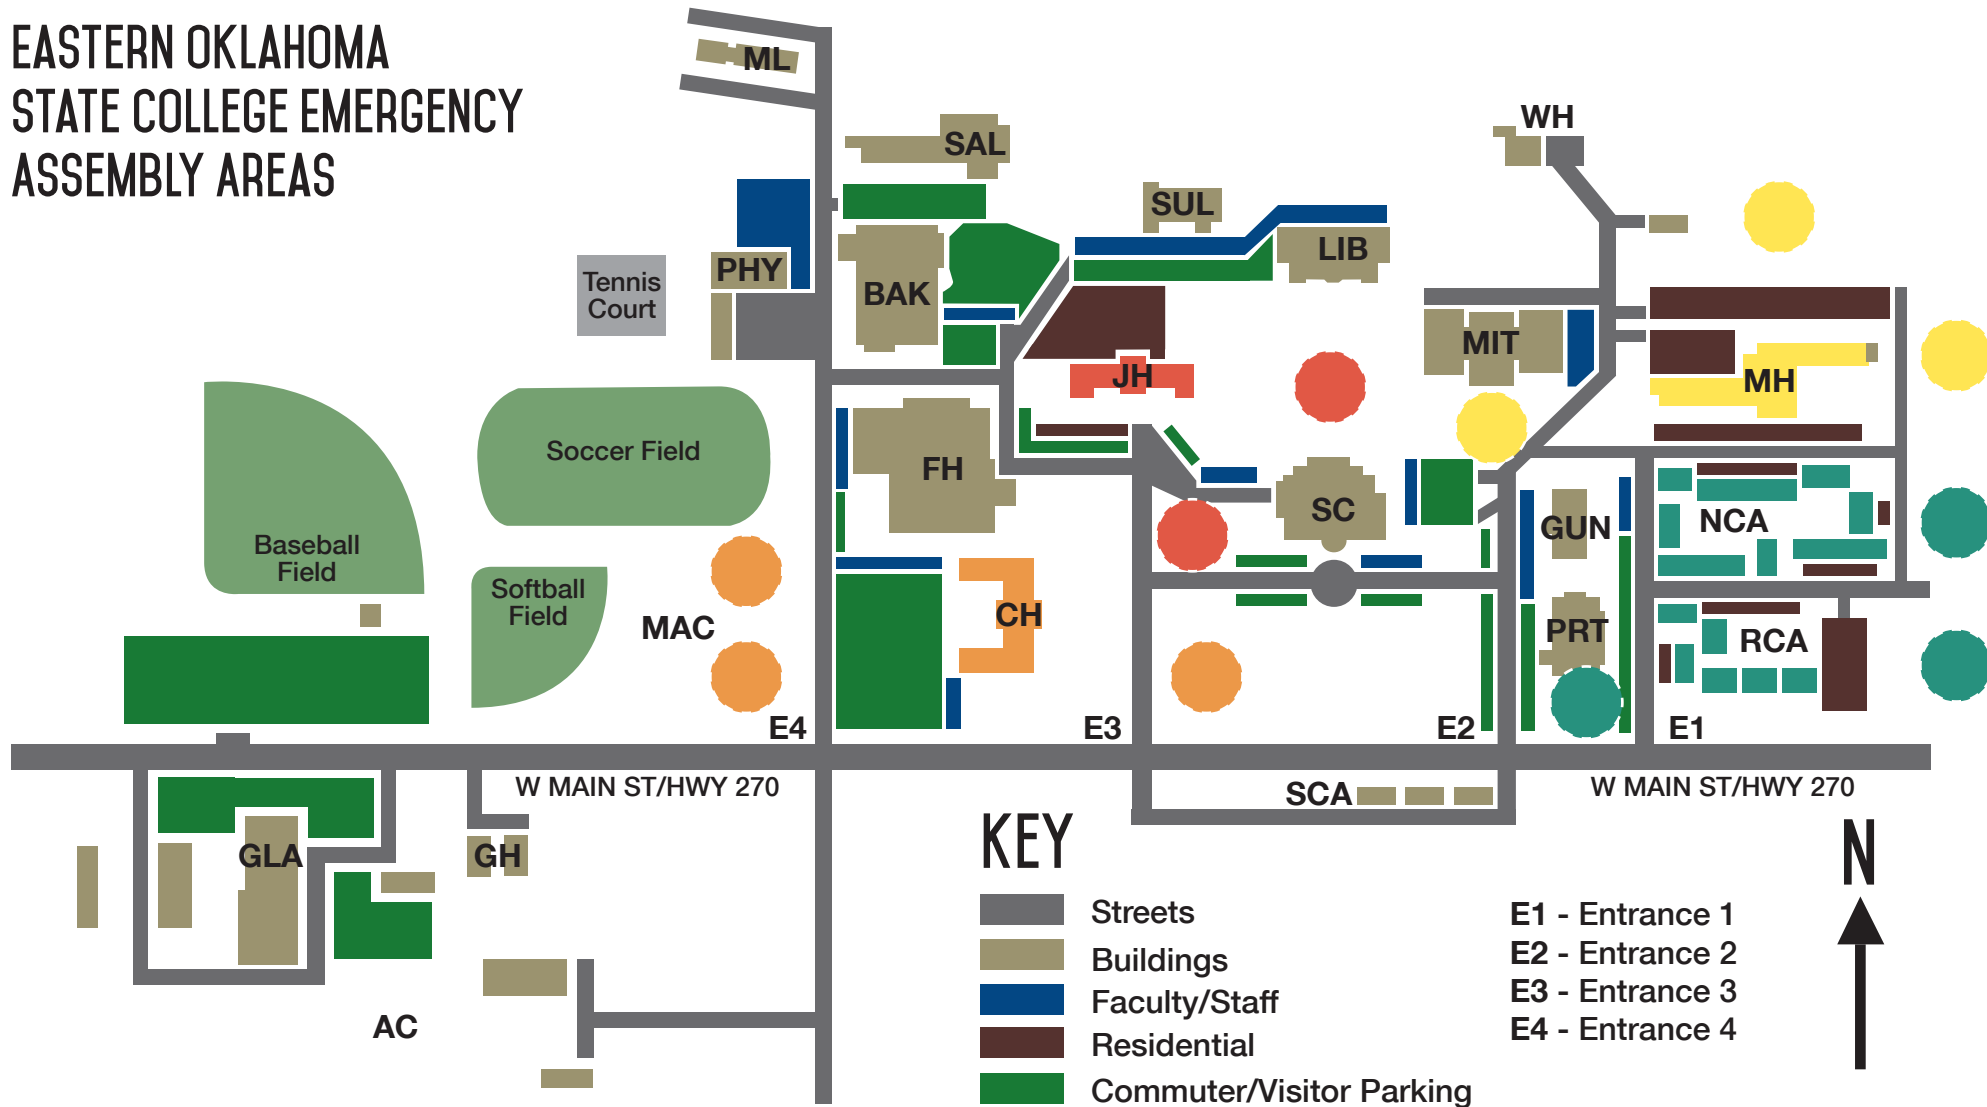 EASTERN OKLAHOMA
STATE COLLEGE EMERGENCY
ASSEMBLY AREAS
ML
WH
SAL
SUL
LIB
PHY
Tennis
Court
BAK
MIT
JH
MH
Soccer Field
FH
SC
NCA
GUN
Baseball
Field
Softball
Field
MAC
CH
PRT
RCA
E4
E3
E2
E1
W MAIN ST/HWY 270
W MAIN ST/HWY 270
SCA
GLA
GH
AC
KEY
Streets
Buildings
Faculty/Staff
Residential
Commuter/Visitor Parking
E1 - Entrance 1
E2 - Entrance 2
E3 - Entrance 3
E4 - Entrance 4
N